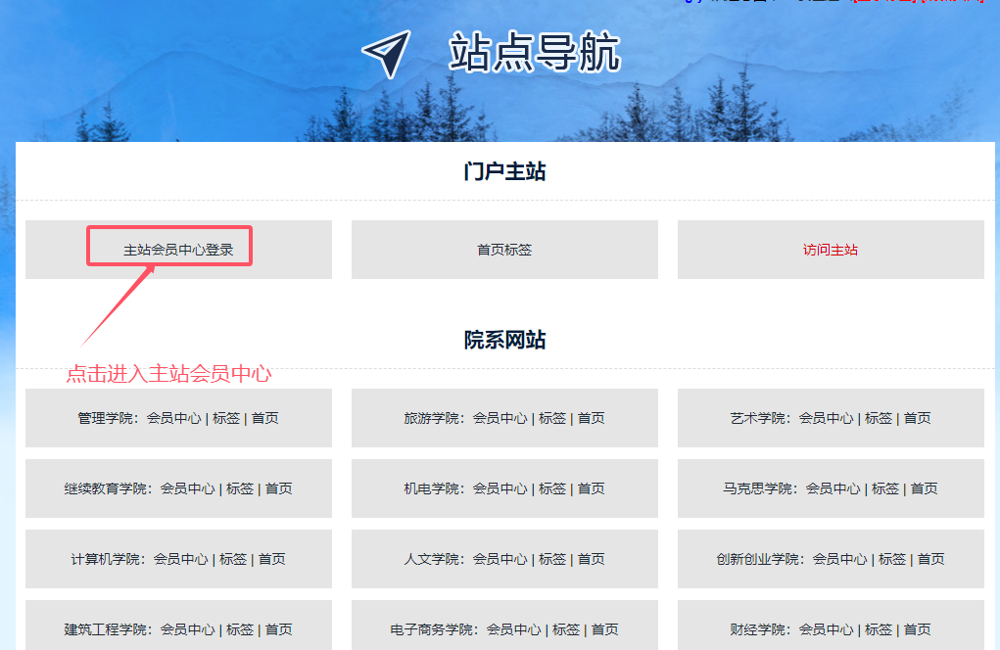 站点导航
门户主站
主站会员中心登录
首页标签
访问主站
院系网站
点击进入主站会员中心
管理学院：会员中心 | 标签 | 首页
旅游学院：会员中心 | 标签 | 首页
艺术学院：会员中心 | 标签 | 首页
继续教育学院：会员中心 | 标签 | 首页
机电学院：会员中心 | 标签 | 首页
马克思学院：会员中心 | 标签 | 首页
计算机学院：会员中心 | 标签 | 首页
人文学院：会员中心 | 标签 | 首页
创新创业学院：会员中心 | 标签 | 首页
建筑工程学院：会员中心 | 标签 | 首页
电子商务学院：会员中心 | 标签 | 首页
财经学院：会员中心 | 标签 | 首页